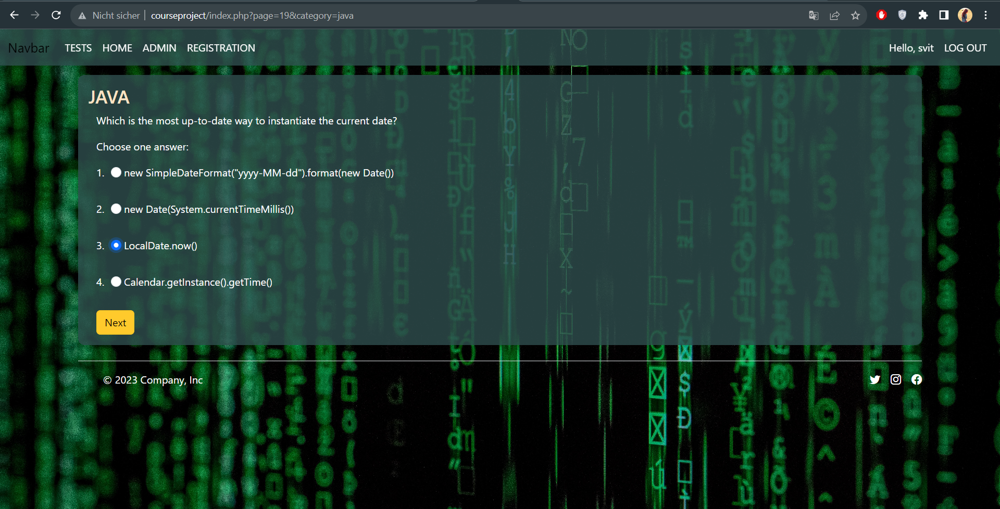 Nicht sicher | courseproject/index.php?page=19&category=java
Navbar TESTS HOME ADMIN REGISTRATION Hello, svit LOG OUT
JAVA
Which is the most up-to-date way to instantiate the current date?
Choose one answer:
1. new SimpleDateFormat("yyyy-MM-dd").format(new Date())
2. new Date(System.currentTimeMillis())
3. LocalDate.now()
4. Calendar.getInstance().getTime()
Next
© 2023 Company, Inc